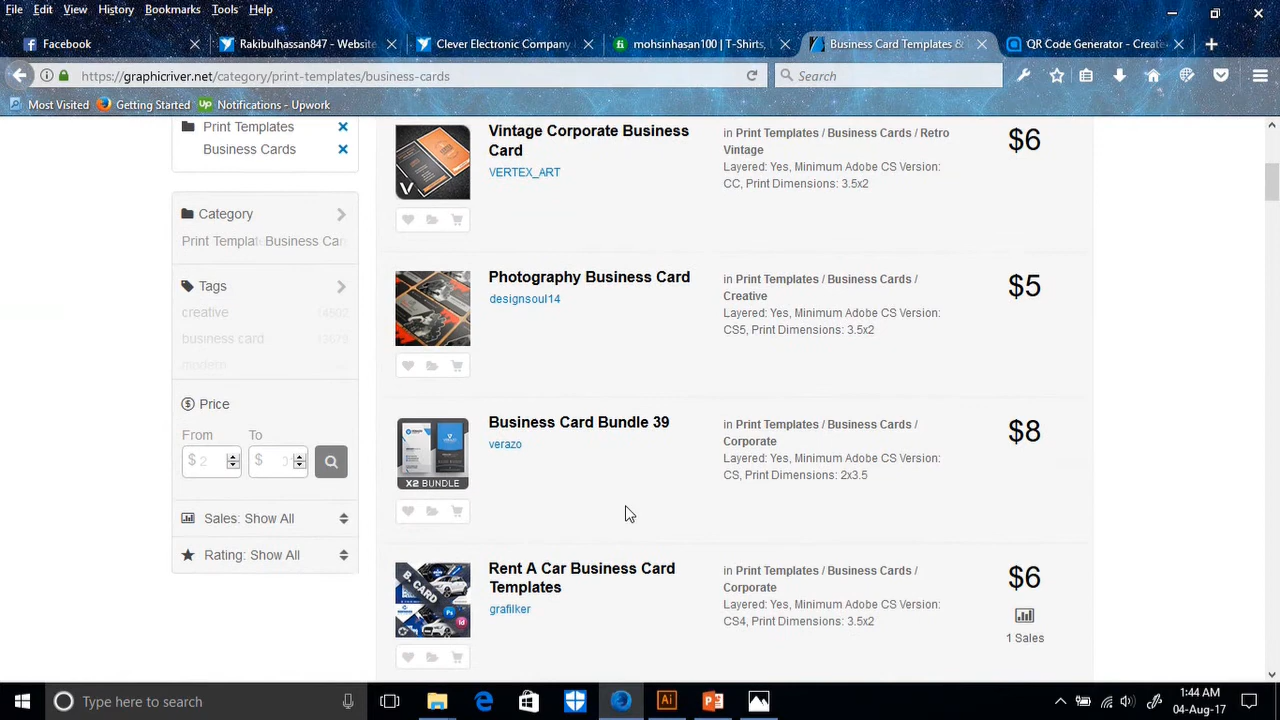 File Edit View History Bookmarks Tools Help
Facebook
Rakibulhassan847 - Website
Clever Electronic Company
mohsinhasan100 | T-Shirts,
Business Card Templates &
QR Code Generator - Create
https://graphicriver.net/category/print-templates/business-cards
Search
Most Visited Getting Started Notifications - Upwork
Print Templates
Business Cards
Category
Print Templat Business Car
Tags
creative
business card
modern
Price
From To
$ 2 $
Sales: Show All
Rating: Show All
Vintage Corporate Business
Card
VERTEX_ART
in Print Templates / Business Cards / Retro
Vintage
Layered: Yes, Minimum Adobe CS Version:
CC, Print Dimensions: 3.5x2
$6
Photography Business Card
designsoul14
in Print Templates / Business Cards /
Creative
Layered: Yes, Minimum Adobe CS Version:
CS5, Print Dimensions: 3.5x2
$5
X2 BUNDLE
Business Card Bundle 39
verazo
in Print Templates / Business Cards /
Corporate
Layered: Yes, Minimum Adobe CS Version:
CS, Print Dimensions: 2x3.5
$8
B. CARD
Rent A Car Business Card
Templates
grafilker
in Print Templates / Business Cards /
Corporate
Layered: Yes, Minimum Adobe CS Version:
CS4, Print Dimensions: 3.5x2
$6
1 Sales
Type here to search
1:44 AM
04-Aug-17